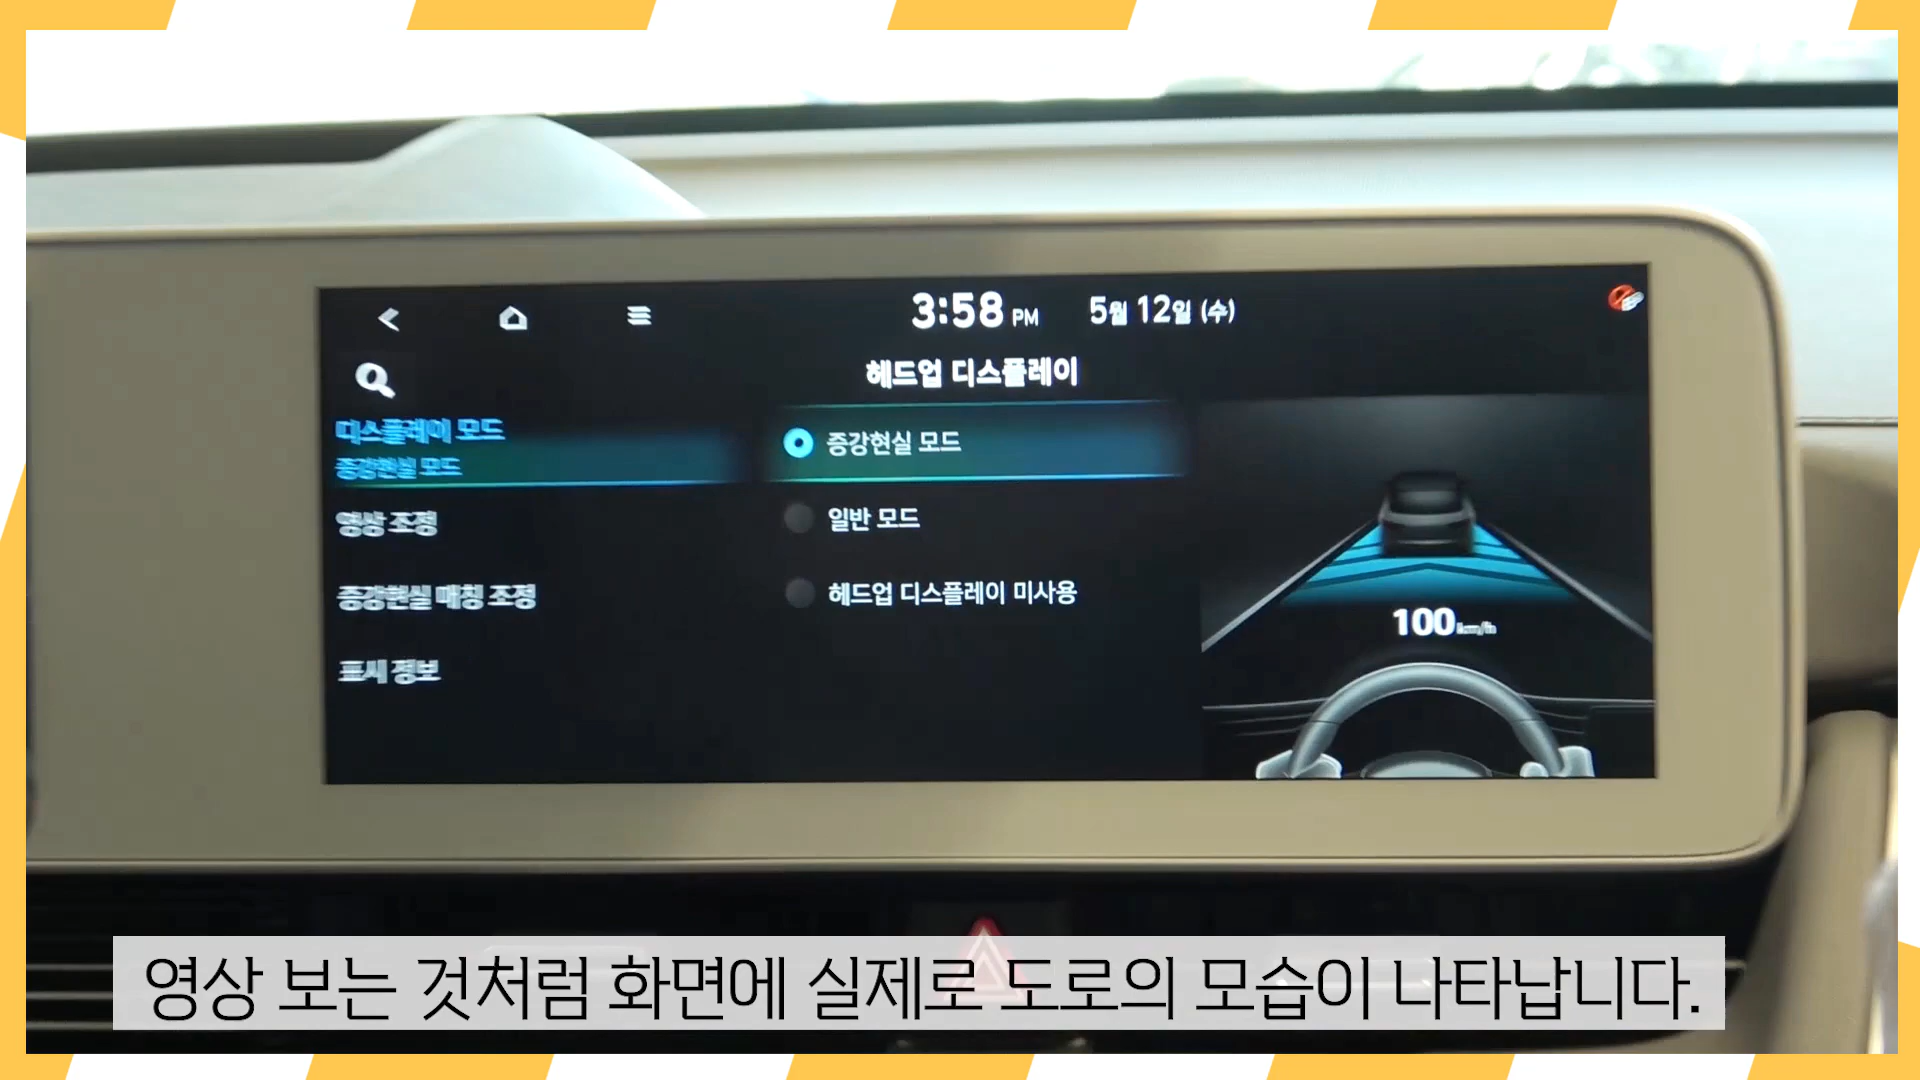 3:58 PM 5월 12일 (수)
헤드업 디스플레이
디스플레이 모드
증강현실 모드
영상 조정
증강현실 매칭 조정
표시 정보
증강현실 모드
일반 모드
헤드업 디스플레이 미사용
100 km/h
영상 보는 것처럼 화면에 실제로 도로의 모습이 나타납니다.